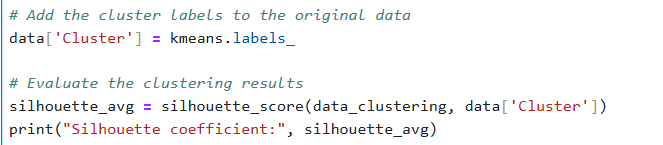 # Add the cluster labels to the original data
data['Cluster'] = kmeans.labels_
# Evaluate the clustering results
silhouette_avg = silhouette_score(data_clustering, data['Cluster'])
print("Silhouette coefficient:", silhouette_avg)